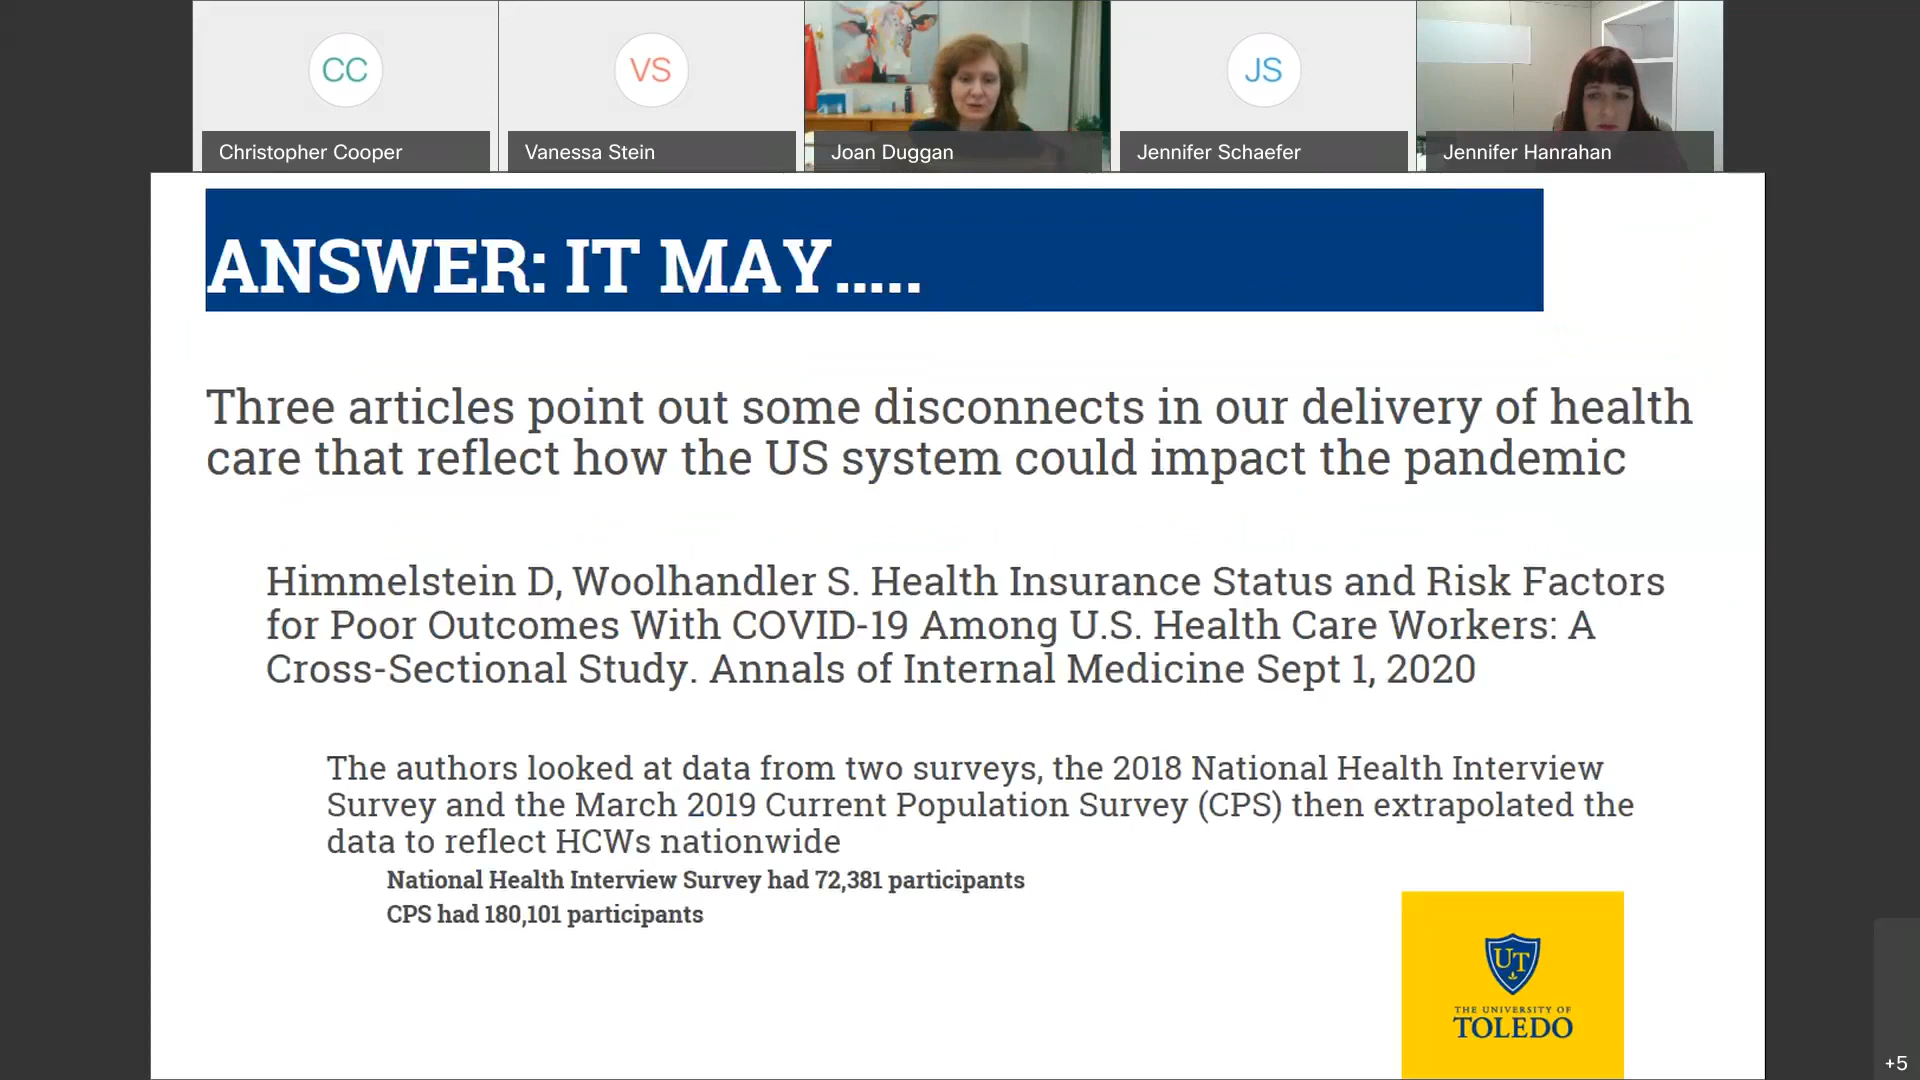 CC
VS
JS
Christopher Cooper
Vanessa Stein
Joan Duggan
Jennifer Schaefer
Jennifer Hanrahan
ANSWER: IT MAY.....
Three articles point out some disconnects in our delivery of health
care that reflect how the US system could impact the pandemic
Himmelstein D, Woolhandler S. Health Insurance Status and Risk Factors
for Poor Outcomes With COVID-19 Among U.S. Health Care Workers: A
Cross-Sectional Study. Annals of Internal Medicine Sept 1, 2020
The authors looked at data from two surveys, the 2018 National Health Interview
Survey and the March 2019 Current Population Survey (CPS) then extrapolated the
data to reflect HCWs nationwide
National Health Interview Survey had 72,381 participants
CPS had 180,101 participants
UT
THE UNIVERSITY OF
TOLEDO
+5